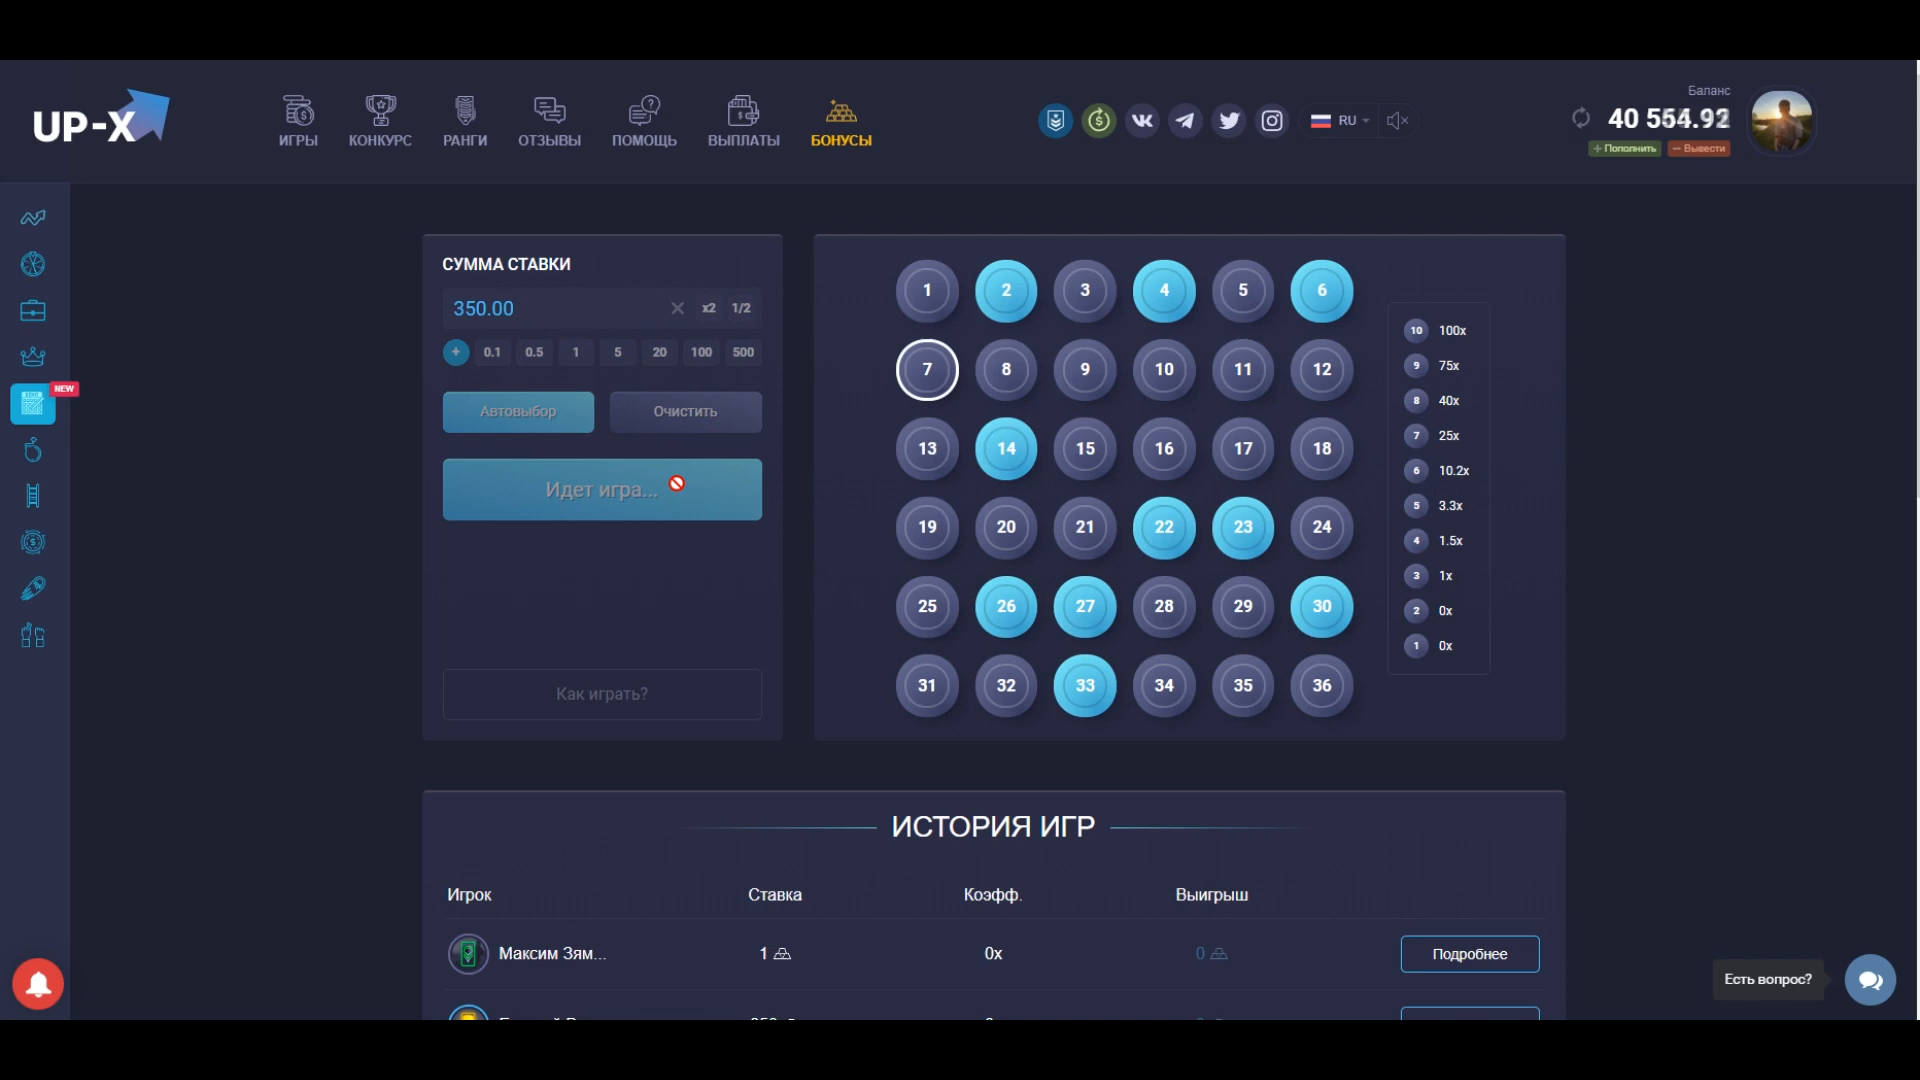 UP-X
ИГРЫ
КОНКУРС
РАНГИ
ОТЗЫВЫ
ПОМОЩЬ
ВЫПЛАТЫ
БОНУСЫ
RU
Баланс
+ Пополнить
− Вывести
NEW
СУММА СТАВКИ
350.00
x2 1/2
+ 0.1 0.5 1 5 20 100 500
Автовыбор
Очистить
Идет игра...
Как играть?
1 2 3 4 5 6
7 8 9 10 11 12
13 14 15 16 17 18
19 20 21 22 23 24
25 26 27 28 29 30
31 32 33 34 35 36
10 100x
9 75x
8 40x
7 25x
6 10.2x
5 3.3x
4 1.5x
3 1x
2 0x
1 0x
ИСТОРИЯ ИГР
Игрок Ставка Коэфф. Выигрыш
Максим Зям... 1 0x 0 Подробнее
Есть вопрос?